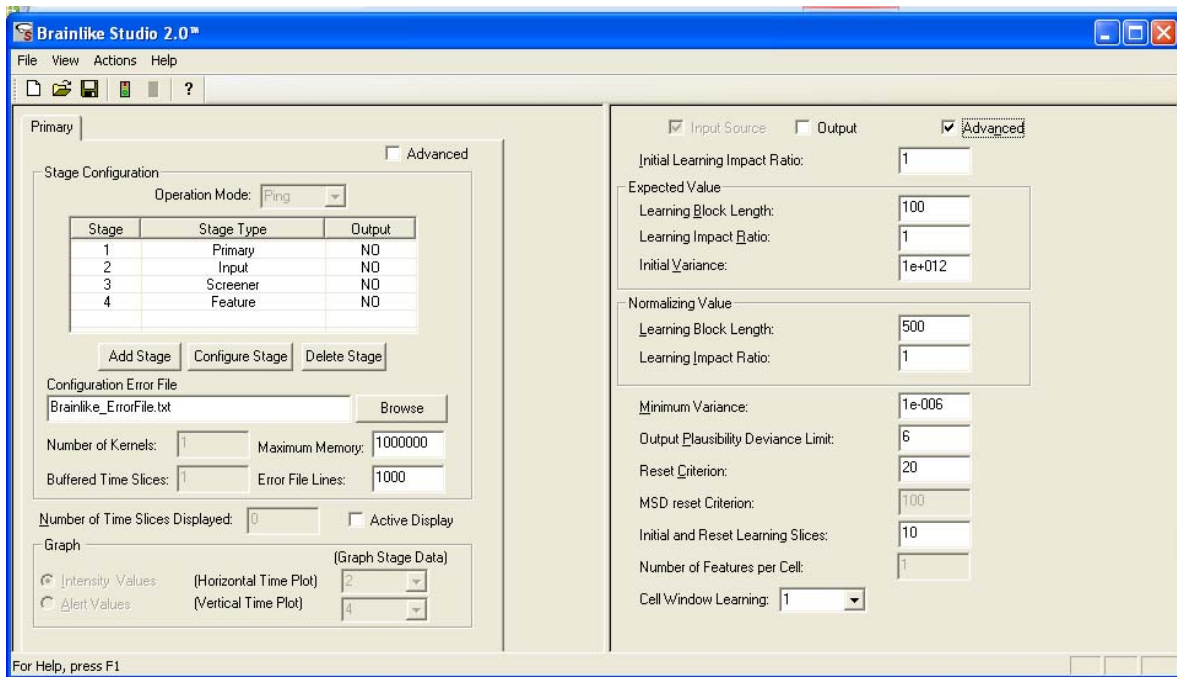 Brainlike Studio 2.0™
File View Actions Help
?
Primary
Advanced
Stage Configuration
Operation Mode: Ping
Stage Stage Type Output
1 Primary NO
2 Input NO
3 Screener NO
4 Feature NO
Add Stage Configure Stage Delete Stage
Configuration Error File
Brainlike_ErrorFile.txt Browse
Number of Kernels: 1 Maximum Memory: 1000000
Buffered Time Slices: 1 Error File Lines: 1000
Number of Time Slices Displayed: 0 Active Display
Graph
(Graph Stage Data)
Intensity Values (Horizontal Time Plot) 2
Alert Values (Vertical Time Plot) 4
Input Source Output Advanced
Initial Learning Impact Ratio: 1
Expected Value
Learning Block Length: 100
Learning Impact Ratio: 1
Initial Variance: 1e+012
Normalizing Value
Learning Block Length: 500
Learning Impact Ratio: 1
Minimum Variance: 1e-006
Output Plausibility Deviance Limit: 6
Reset Criterion: 20
MSD reset Criterion: 100
Initial and Reset Learning Slices: 10
Number of Features per Cell: 1
Cell Window Learning: 1
For Help, press F1